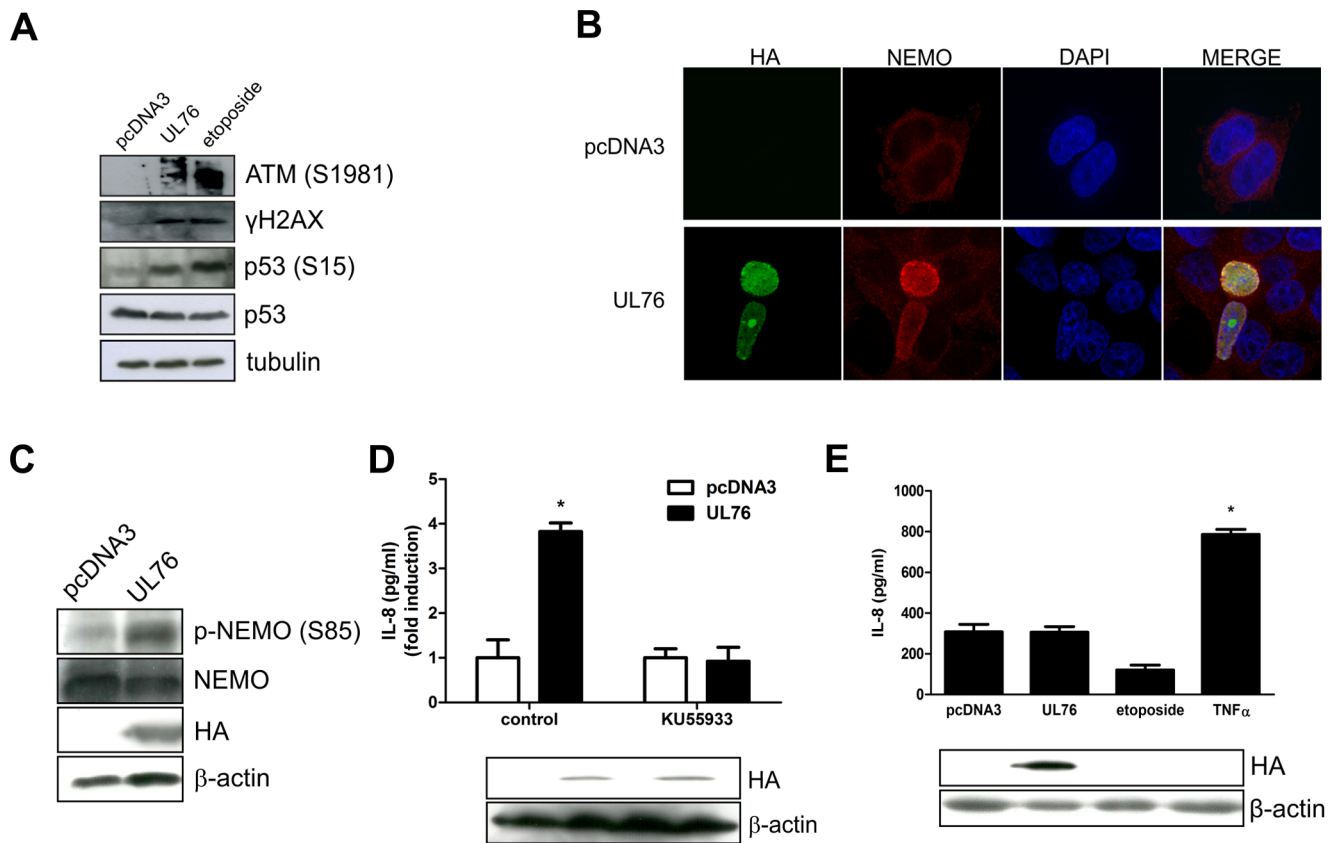 A
pcDNA3 UL76 etoposide
ATM (S1981)
γH2AX
p53 (S15)
p53
tubulin
B
HA NEMO DAPI MERGE
pcDNA3
UL76
C
pcDNA3 UL76
p-NEMO (S85)
NEMO
HA
β-actin
D
IL-8 (pg/ml)
(fold induction)
5
4
3
2
1
0
pcDNA3
UL76
*
control KU55933
HA
β-actin
E
IL-8 (pg/ml)
1000
800
600
400
200
0
*
pcDNA3 UL76 etoposide TNFα
HA
β-actin